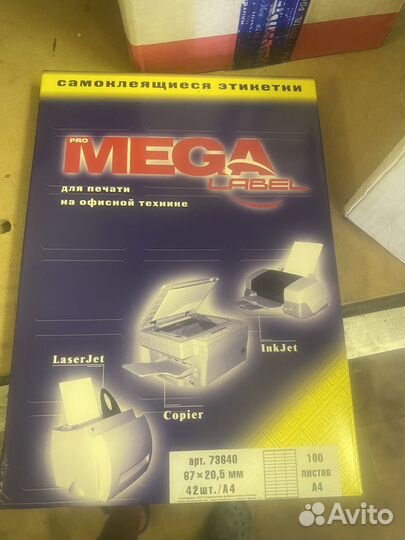 самоклеящиеся этикетки
PRO
MEGA
LABEL
для печати
на офисной технике
InkJet
LaserJet
Copier
арт. 73640
67×20,5 мм
42шт./А4
100
листов
А4
Avito